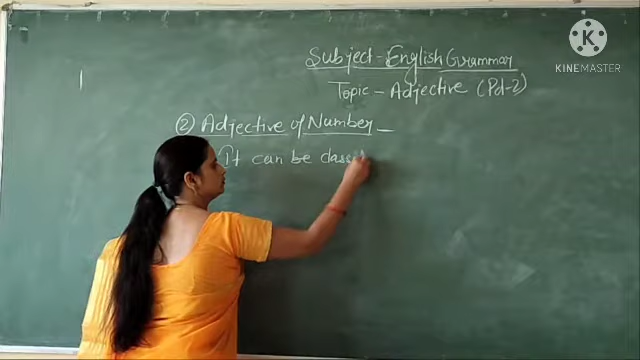 Subject - English Grammar
Topic - Adjective (Pd-2)
② Adjective of Number -
It can be class
KINEMASTER